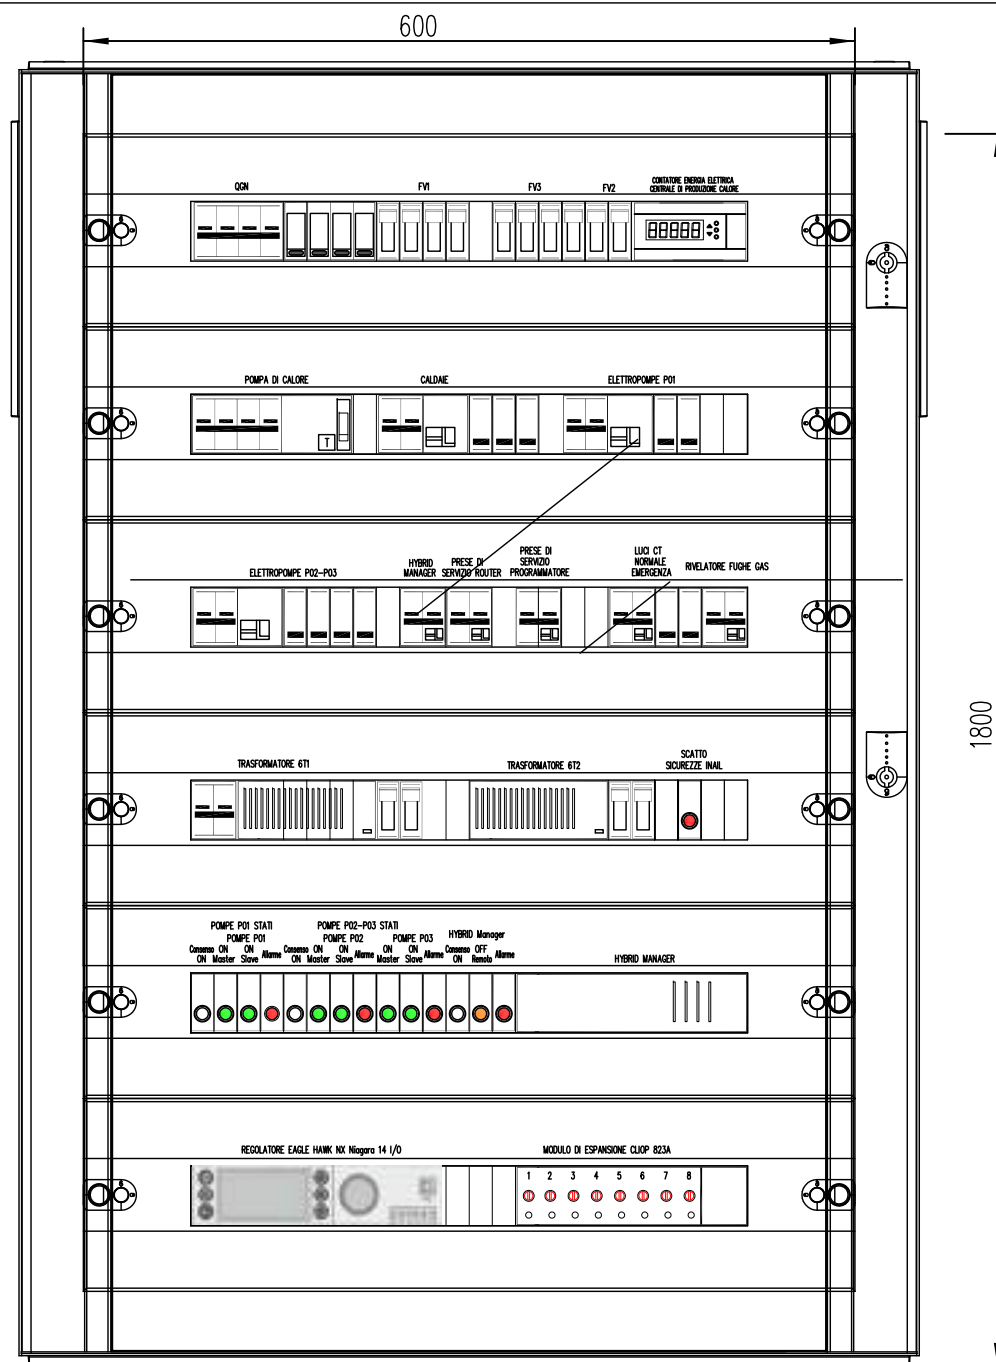 600
QGN
FV1
FV3
FV2
CONTATORE ENERGIA ELETTRICA
CENTRALE DI PRODUZIONE CALORE
88888
POMPA DI CALORE
CALDAIE
ELETTROPOMPE P01
T
ELETTROPOMPE P02-P03
HYBRID
MANAGER
PRESE DI
SERVIZIO ROUTER
PRESE DI
SERVIZIO
PROGRAMMATORE
LUCI CT
NORMALE
EMERGENZA
RIVELATORE FUGHE GAS
1800
TRASFORMATORE 6T1
TRASFORMATORE 6T2
SCATTO
SICUREZZE INAIL
POMPE P01 STATI
POMPE P02-P03 STATI
POMPE P01
POMPE P02
POMPE P03
HYBRID Manager
Consenso ON
ON Master
ON Slave
Allarme
Consenso ON
ON Master
ON Slave
Allarme
ON Master
ON Slave
Allarme
Consenso ON
OFF Remoto
Allarme
HYBRID MANAGER
REGOLATORE EAGLE HAWK NX Niagara 14 I/O
MODULO DI ESPANSIONE CLIOP 823A
1 2 3 4 5 6 7 8